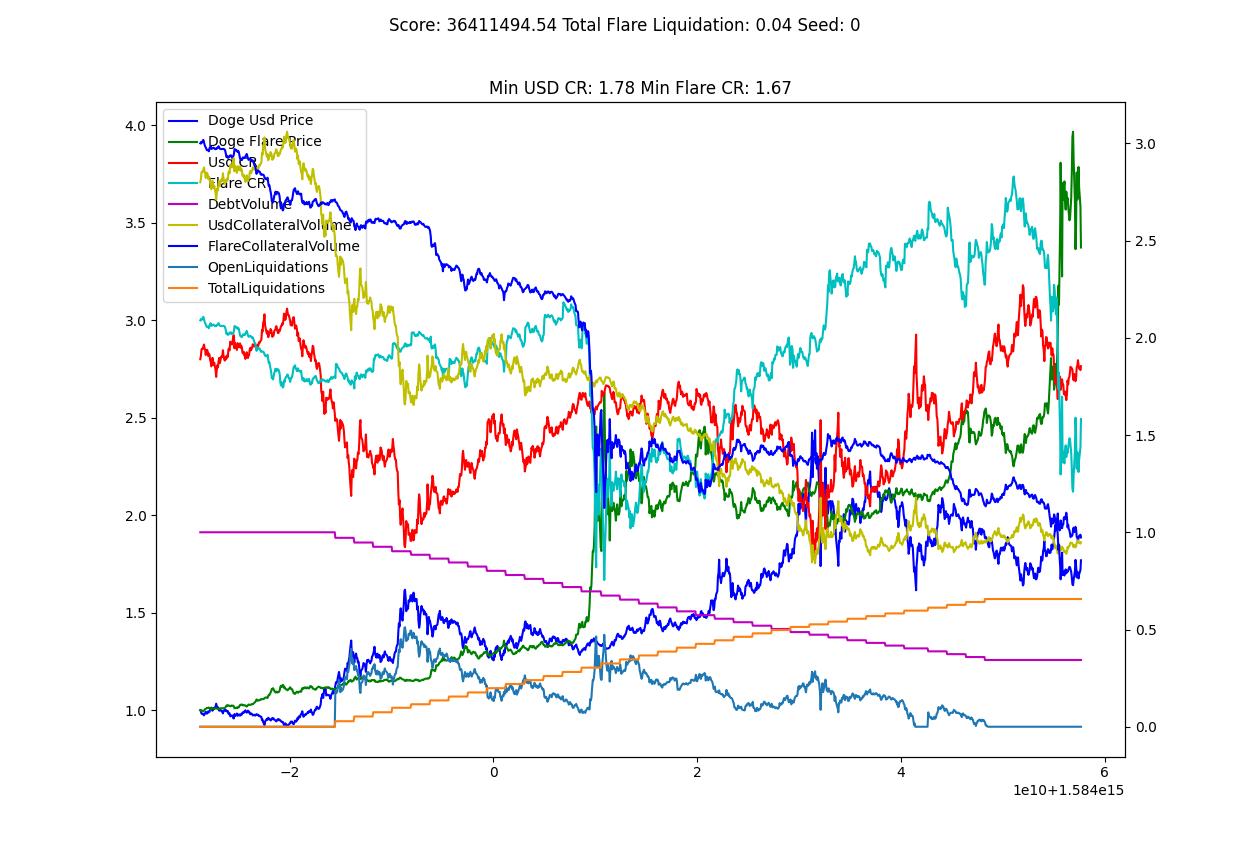 Score: 36411494.54 Total Flare Liquidation: 0.04 Seed: 0
Min USD CR: 1.78 Min Flare CR: 1.67
Doge Usd Price
Doge Flare Price
Usd CR
Flare CR
DebtVolume
UsdCollateralVolume
FlareCollateralVolume
OpenLiquidations
TotalLiquidations
4.0
3.5
3.0
2.5
2.0
1.5
1.0
3.0
2.5
2.0
1.5
1.0
0.5
0.0
−2
0
2
4
6
1e10+1.584e15